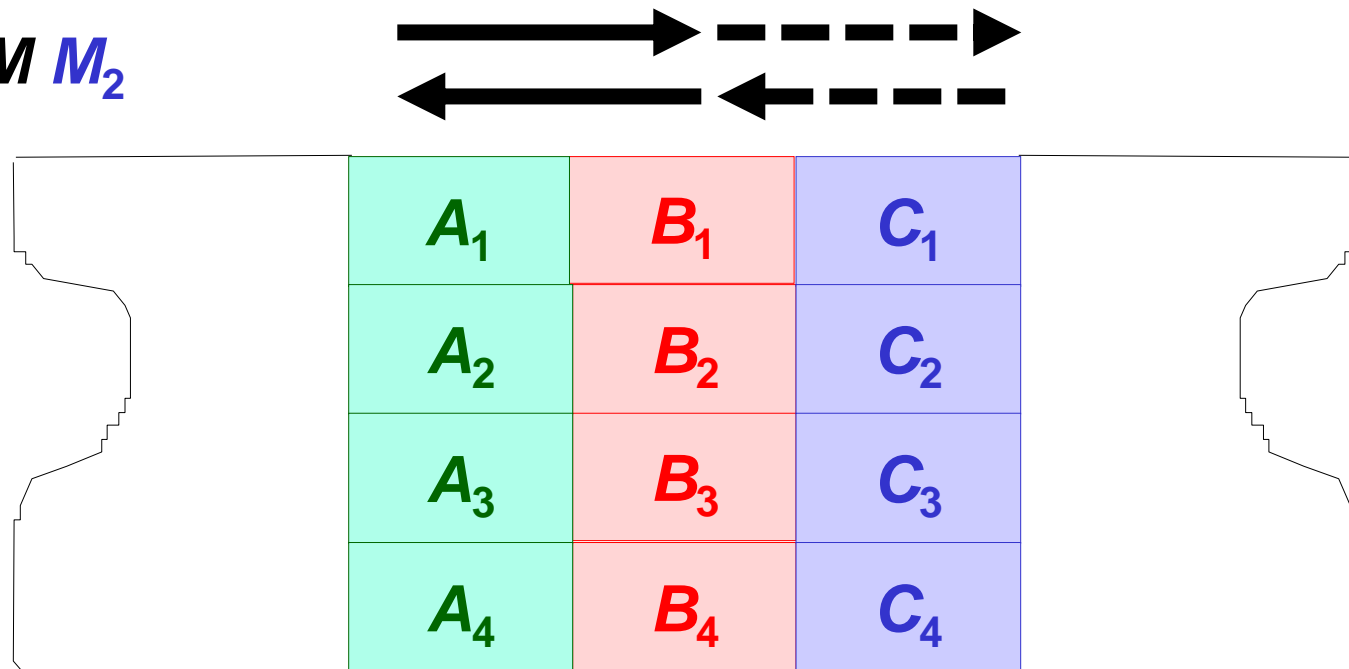 M M₂
A₁ B₁ C₁
A₂ B₂ C₂
A₃ B₃ C₃
A₄ B₄ C₄